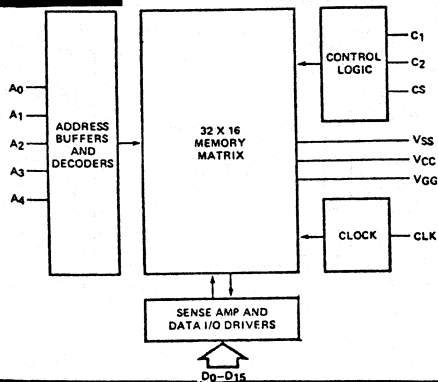 A0
A1
A2
A3
A4
ADDRESS
BUFFERS
AND
DECODERS
32 X 16
MEMORY
MATRIX
CONTROL
LOGIC
C1
C2
CS
VSS
VCC
VGG
CLOCK
CLK
SENSE AMP AND
DATA I/O DRIVERS
D0–D15